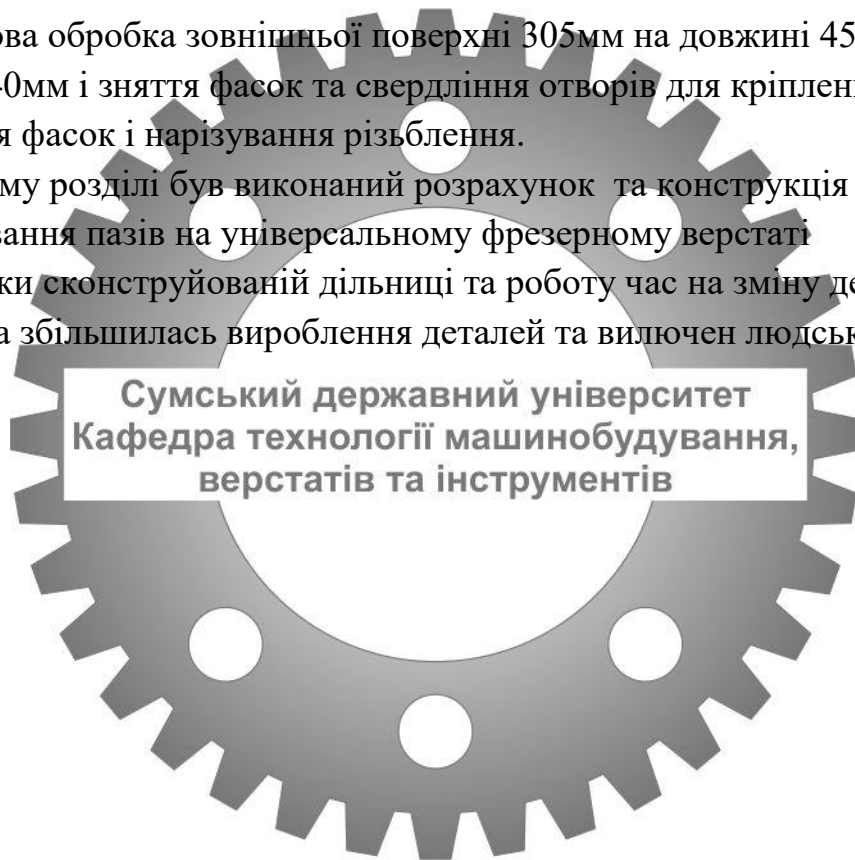 ова обробка зовнішньої поверхні 305мм на довжині 45
0мм і зняття фасок та свердління отворів для кріплен
я фасок і нарізування різьблення.
му розділі був виконаний розрахунок та конструкція
вання пазів на універсальному фрезерному верстаті
ки сконструйованій дільниці та роботу час на зміну де
а збільшилась вироблення деталей та вилючен людськ
Сумський державний університет
Кафедра технології машинобудування,
верстатів та інструментів